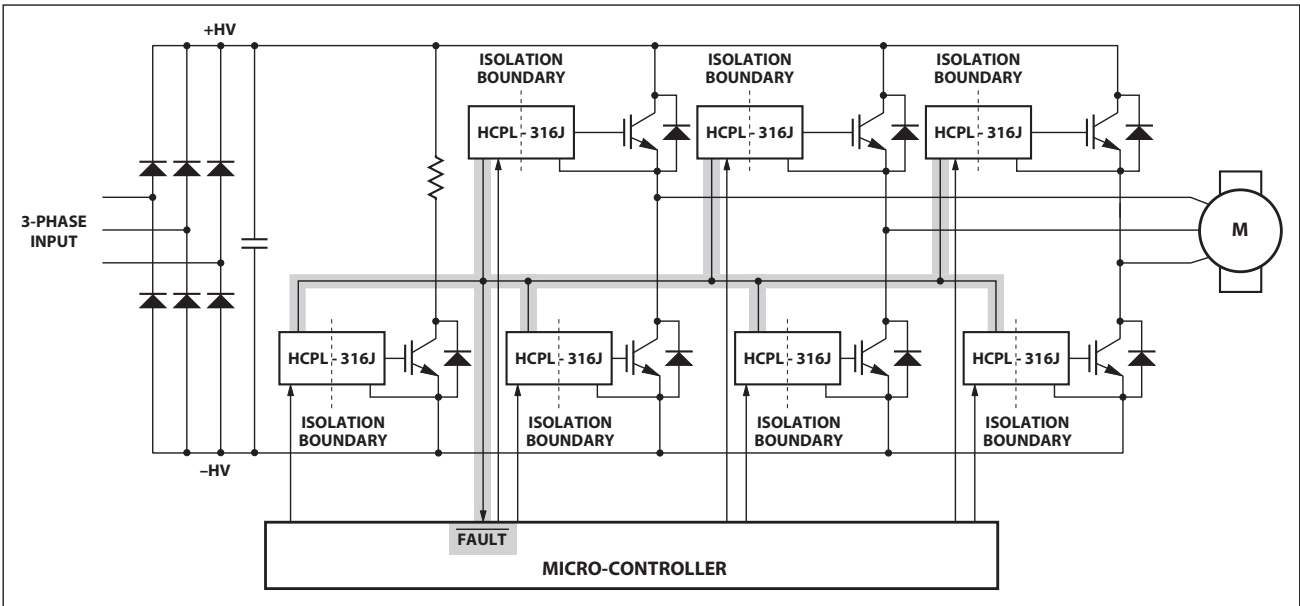 +HV
ISOLATION
BOUNDARY
ISOLATION
BOUNDARY
ISOLATION
BOUNDARY
HCPL - 316J
HCPL - 316J
HCPL - 316J
3-PHASE
INPUT
M
HCPL - 316J
HCPL - 316J
HCPL - 316J
HCPL - 316J
ISOLATION
BOUNDARY
ISOLATION
BOUNDARY
ISOLATION
BOUNDARY
ISOLATION
BOUNDARY
–HV
FAULT
MICRO-CONTROLLER